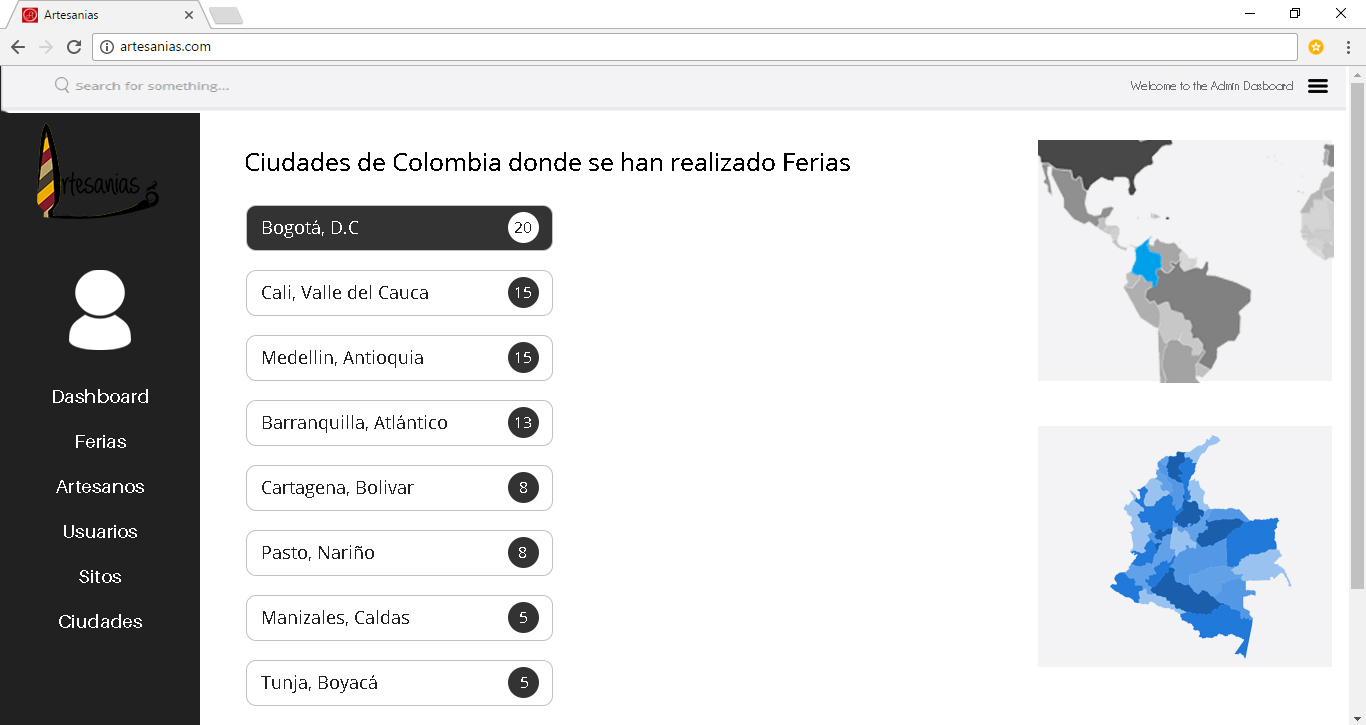 Artesanias
artesanias.com
Search for something...
Welcome to the Admin Dasboard
rtesanias
Dashboard
Ferias
Artesanos
Usuarios
Sitos
Ciudades
Ciudades de Colombia donde se han realizado Ferias
Bogotá, D.C 20
Cali, Valle del Cauca 15
Medellin, Antioquia 15
Barranquilla, Atlántico 13
Cartagena, Bolivar 8
Pasto, Nariño 8
Manizales, Caldas 5
Tunja, Boyacá 5